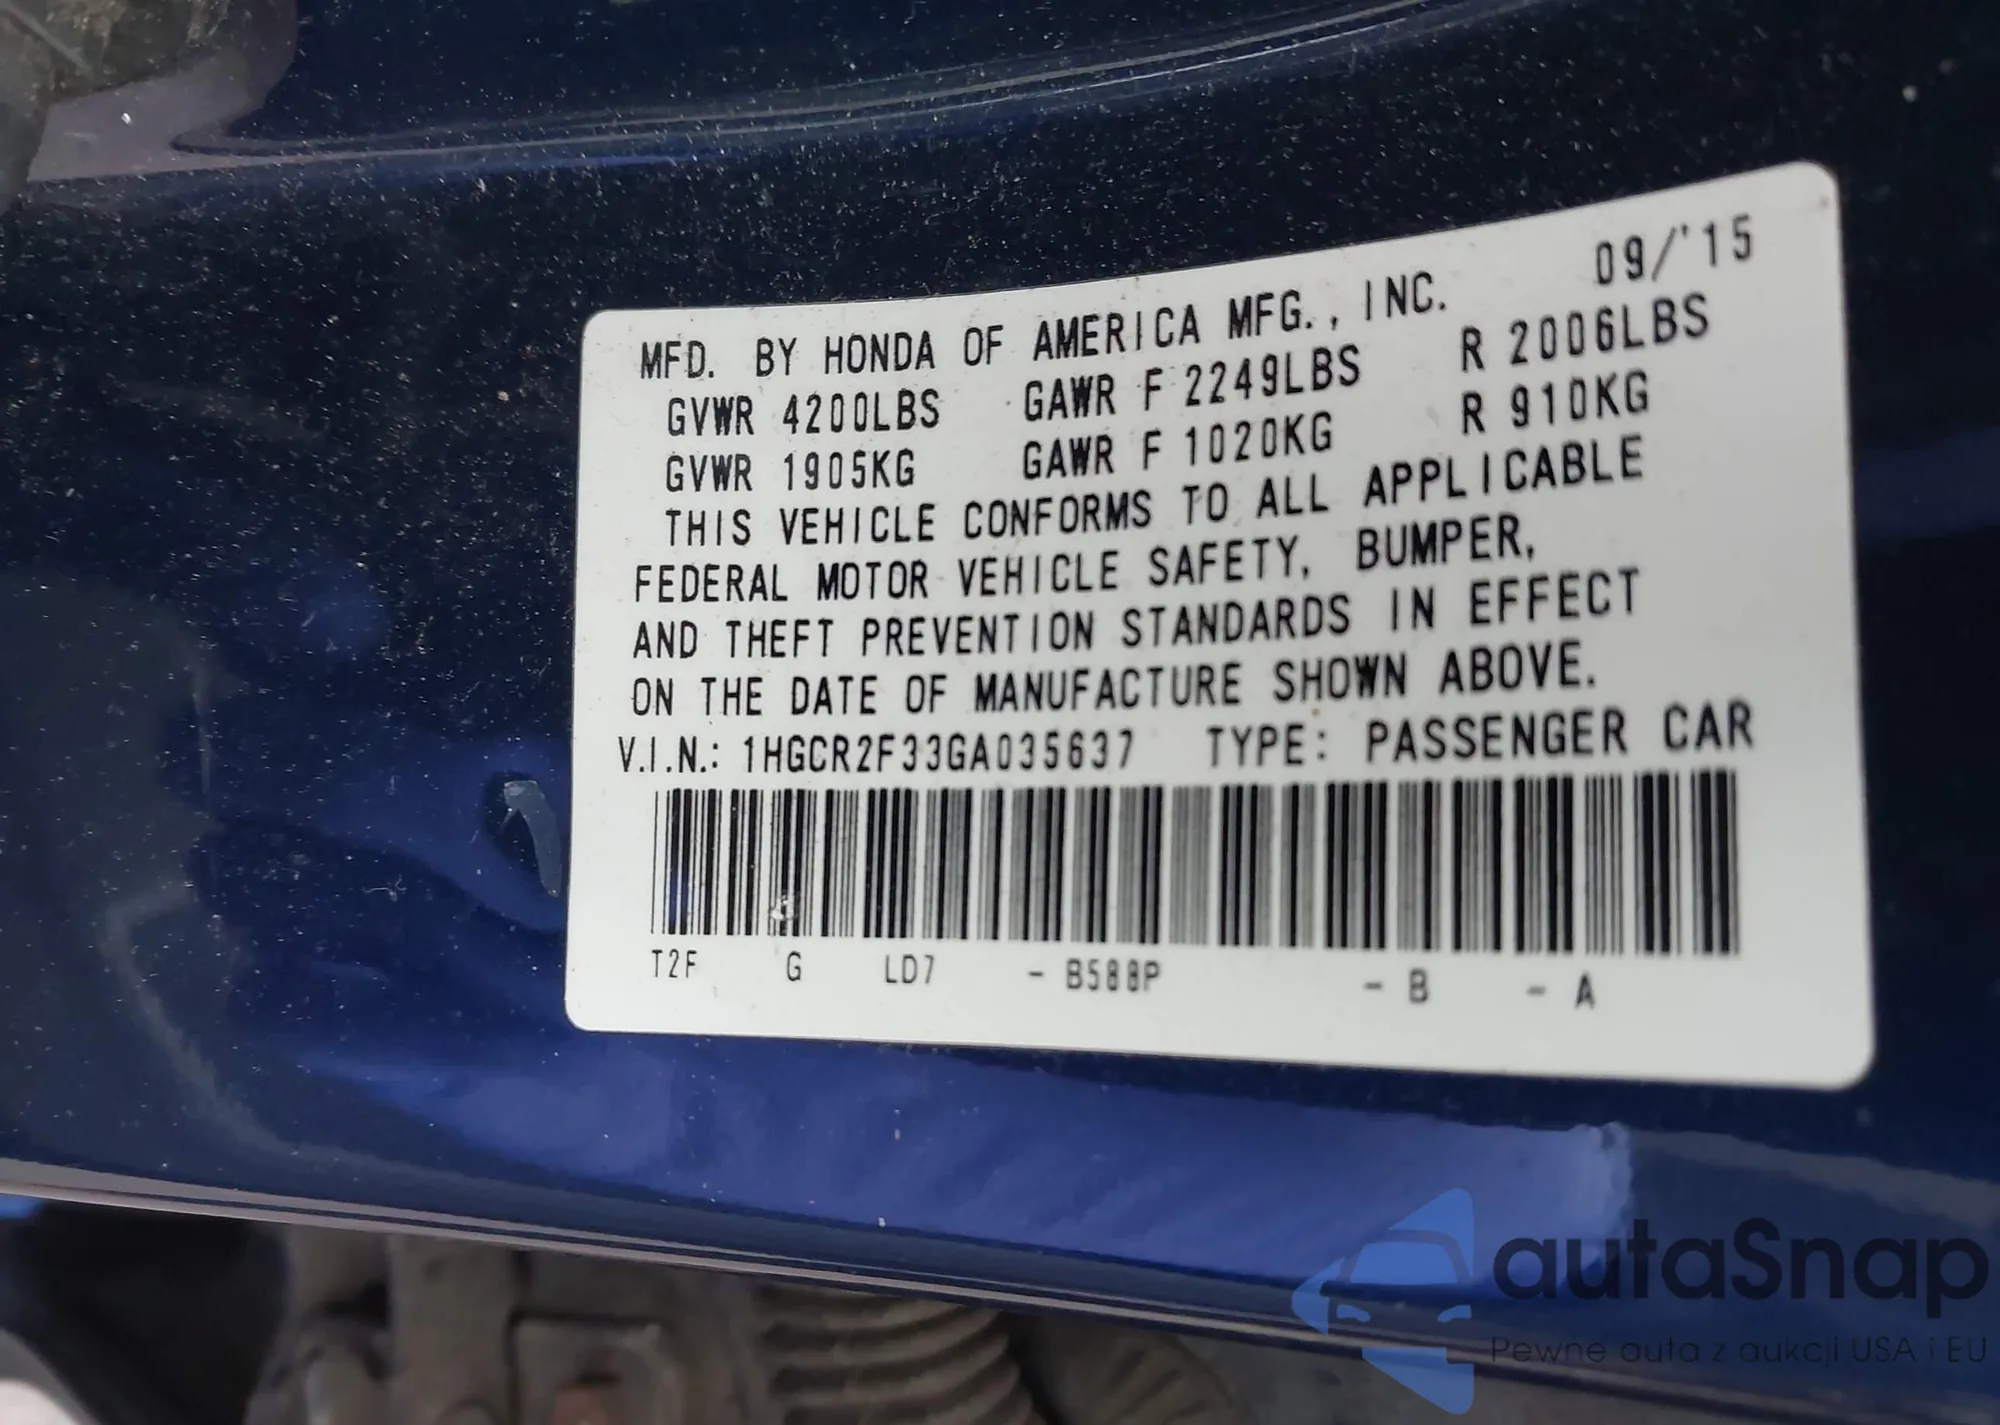 MFD. BY HONDA OF AMERICA MFG., INC. 09/'15
GVWR 4200LBS GAWR F 2249LBS R 2006LBS
GVWR 1905KG GAWR F 1020KG R 910KG
THIS VEHICLE CONFORMS TO ALL APPLICABLE
FEDERAL MOTOR VEHICLE SAFETY, BUMPER,
AND THEFT PREVENTION STANDARDS IN EFFECT
ON THE DATE OF MANUFACTURE SHOWN ABOVE.
V.I.N.: 1HGCR2F33GA035637 TYPE: PASSENGER CAR
T2F G LD7 - B588P - B - A
autaSnap
Pewne auta z aukcji USA i EU